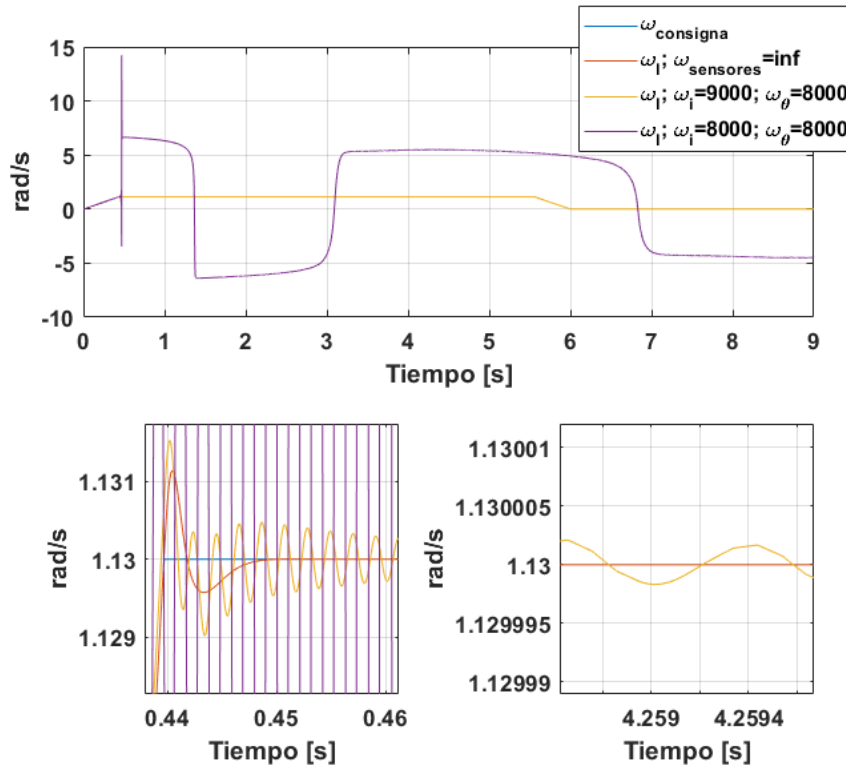 ω_consigna
ω_l; ω_sensores=inf
ω_l; ω_i=9000; ω_θ=8000
ω_l; ω_i=8000; ω_θ=8000
15
10
5
0
-5
-10
rad/s
0 1 2 3 4 5 6 7 8 9
Tiempo [s]
1.131
1.13
1.129
rad/s
0.44 0.45 0.46
Tiempo [s]
1.13001
1.130005
1.13
1.129995
1.12999
rad/s
4.259 4.2594
Tiempo [s]